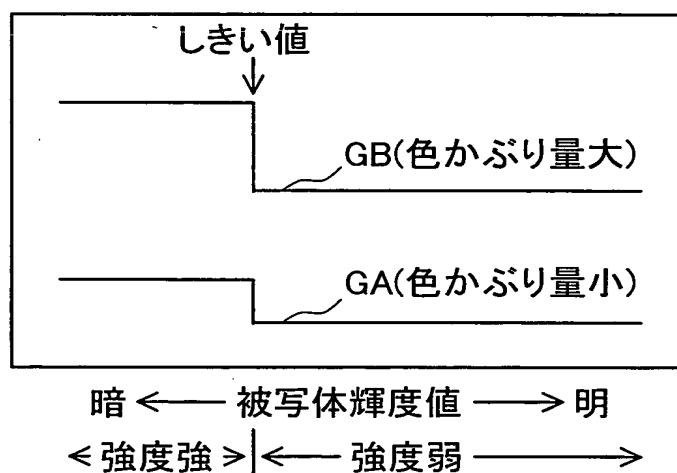 しきい値
GB(色かぶり量大)
GA(色かぶり量小)
暗 ← 被写体輝度値 → 明
強度強 強度弱